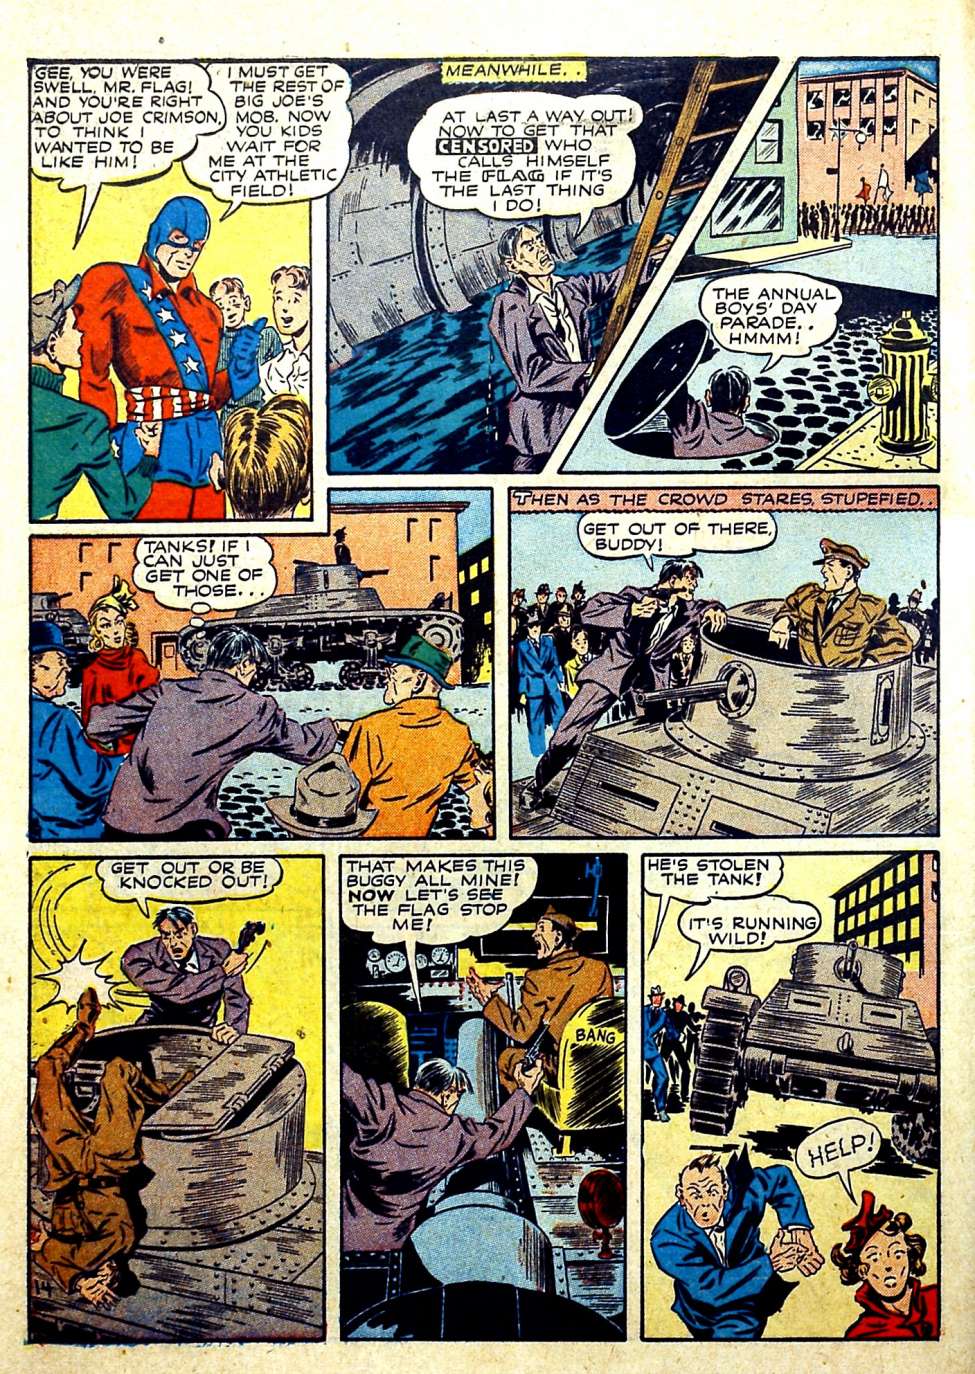 GEE, YOU WERE
SWELL, MR. FLAG!
AND YOU'RE RIGHT
ABOUT JOE CRIMSON,
TO THINK I
WANTED TO BE
LIKE HIM!
I MUST GET
THE REST OF
BIG JOE'S
MOB. NOW
YOU KIDS
WAIT FOR
ME AT THE
CITY ATHLETIC
FIELD!
MEANWHILE..
AT LAST A WAY OUT!
NOW TO GET THAT
CENSORED WHO
CALLS HIMSELF
THE FLAG IF IT'S
THE LAST THING
I DO!
THE ANNUAL
BOYS' DAY
PARADE..
HMMM!
TANKS! IF I
CAN JUST
GET ONE OF
THOSE...
THEN AS THE CROWD STARES, STUPEFIED..
GET OUT OF THERE,
BUDDY!
GET OUT OR BE
KNOCKED OUT!
14
THAT MAKES THIS
BUGGY ALL MINE!
NOW LET'S SEE
THE FLAG STOP
ME!
BANG
HE'S STOLEN
THE TANK!
IT'S RUNNING
WILD!
HELP!